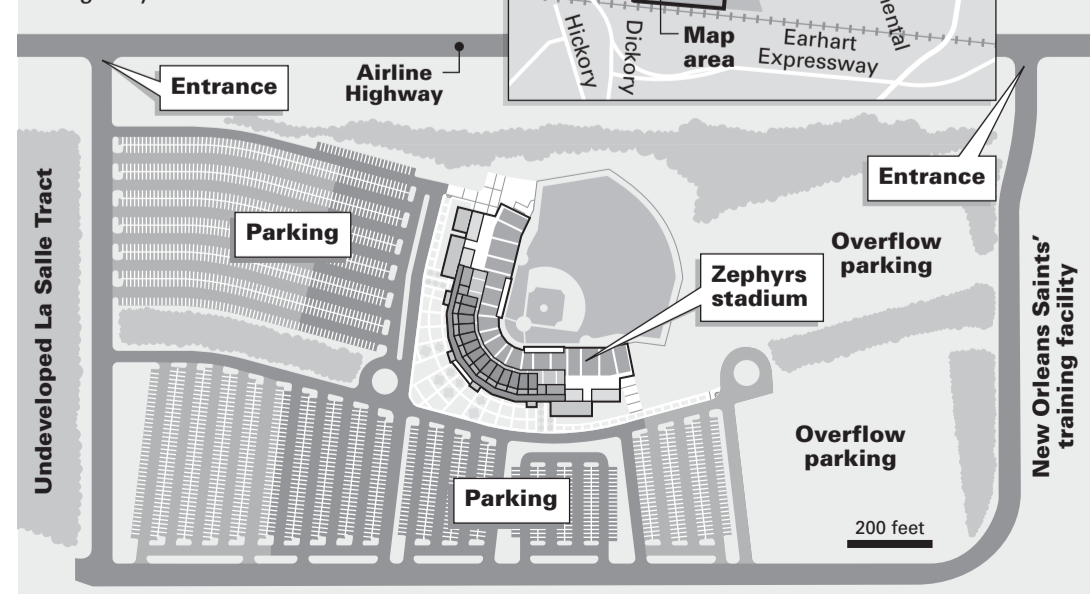 Hickory
Dickory
Map
area
Earhart
Expressway
Airline
Highway
Entrance
Entrance
Parking
Undeveloped La Salle Tract
Overflow
parking
Zephyrs
stadium
New Orleans Saints'
training facility
Overflow
parking
Parking
200 feet